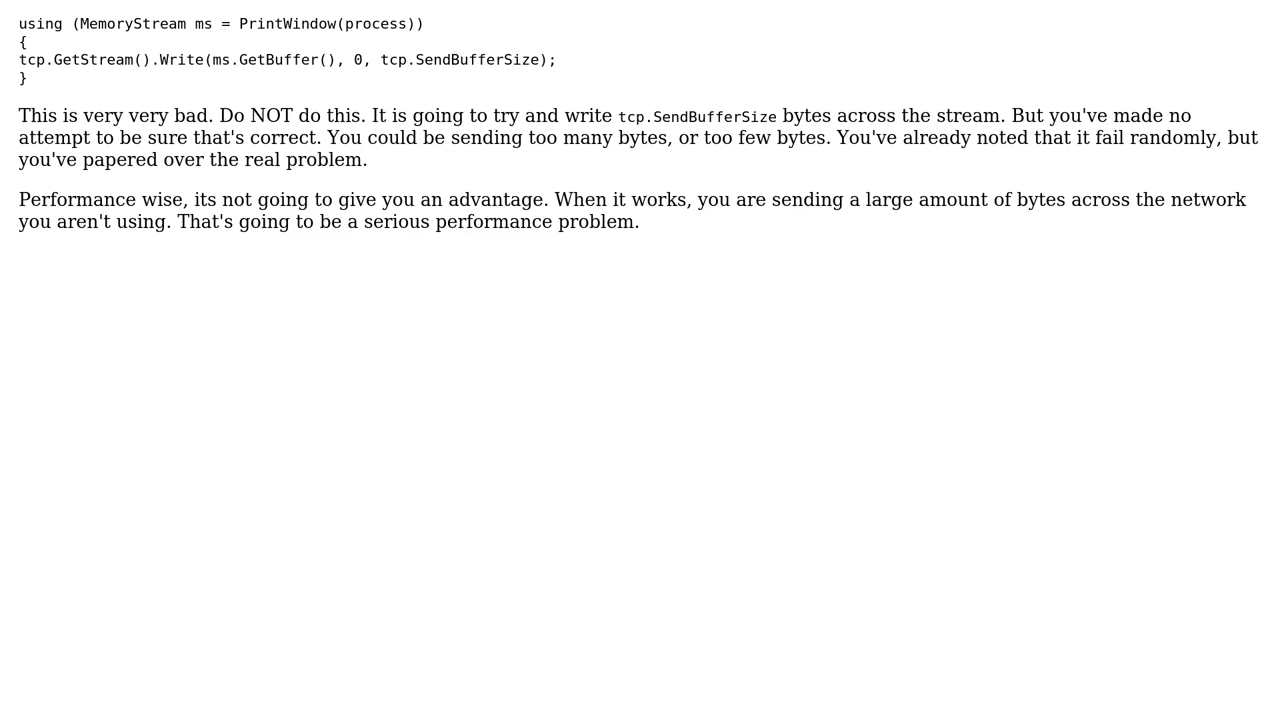 using (MemoryStream ms = PrintWindow(process))
{
tcp.GetStream().Write(ms.GetBuffer(), 0, tcp.SendBufferSize);
}
This is very very bad. Do NOT do this. It is going to try and write tcp.SendBufferSize bytes across the stream. But you've made no
attempt to be sure that's correct. You could be sending too many bytes, or too few bytes. You've already noted that it fail randomly, but
you've papered over the real problem.
Performance wise, its not going to give you an advantage. When it works, you are sending a large amount of bytes across the network
you aren't using. That's going to be a serious performance problem.